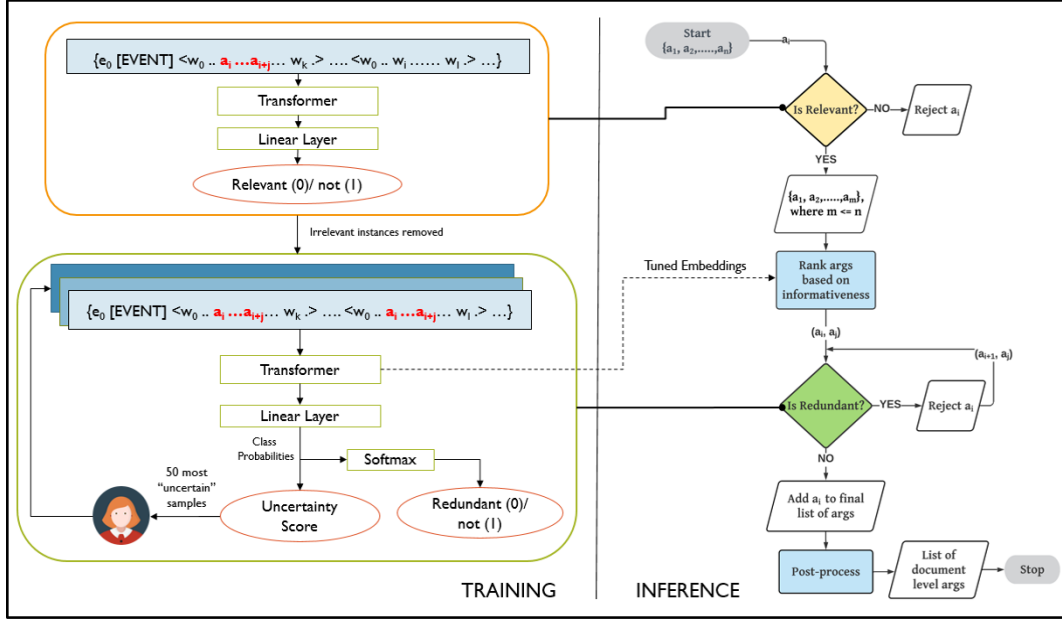 {e0 [EVENT] <w0 .. ai ...ai+j... wk .> .... <w0 .. wi ...... wl .> ...}
Transformer
Linear Layer
Relevant (0)/ not (1)
Irrelevant instances removed
{e0 [EVENT] <w0 .. ai ...ai+j... wk .> .... <w0 .. ai ...ai+j... wl .> ...}
Transformer
Linear Layer
Class
Probabilities
Softmax
50 most
“uncertain”
samples
Uncertainty
Score
Redundant (0)/
not (1)
TRAINING
Start
{a1, a2,.....,an}
ai
Is Relevant?
NO
Reject ai
YES
{a1, a2,.....,am},
where m <= n
Tuned Embeddings
Rank args
based on
informativeness
(ai, aj)
(ai+1, aj)
Is Redundant?
YES
Reject ai
NO
Add ai to final
list of args
Post-process
List of
document
level args
Stop
INFERENCE